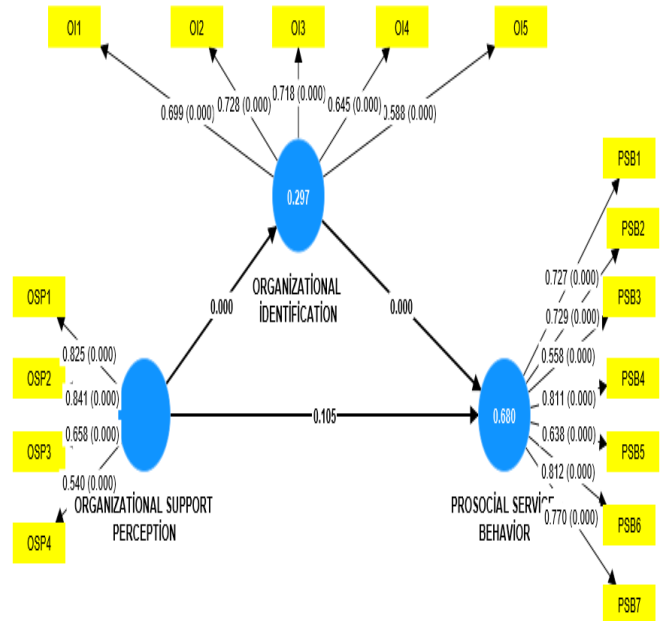 OI1
OI2
OI3
OI4
OI5
0.699 (0.000)
0.728 (0.000)
0.718 (0.000)
0.645 (0.000)
0.588 (0.000)
0.297
ORGANİZATİONAL
İDENTİFİCATİON
0.000
0.000
PSB1
PSB2
PSB3
PSB4
PSB5
PSB6
PSB7
0.727 (0.000)
0.729 (0.000)
0.558 (0.000)
0.811 (0.000)
0.638 (0.000)
0.812 (0.000)
0.770 (0.000)
OSP1
OSP2
OSP3
OSP4
0.825 (0.000)
0.841 (0.000)
0.658 (0.000)
0.540 (0.000)
0.105
0.680
ORGANİZATİONAL SUPPORT
PERCEPTİON
PROSOCİAL SERVİCE
BEHAVİOR